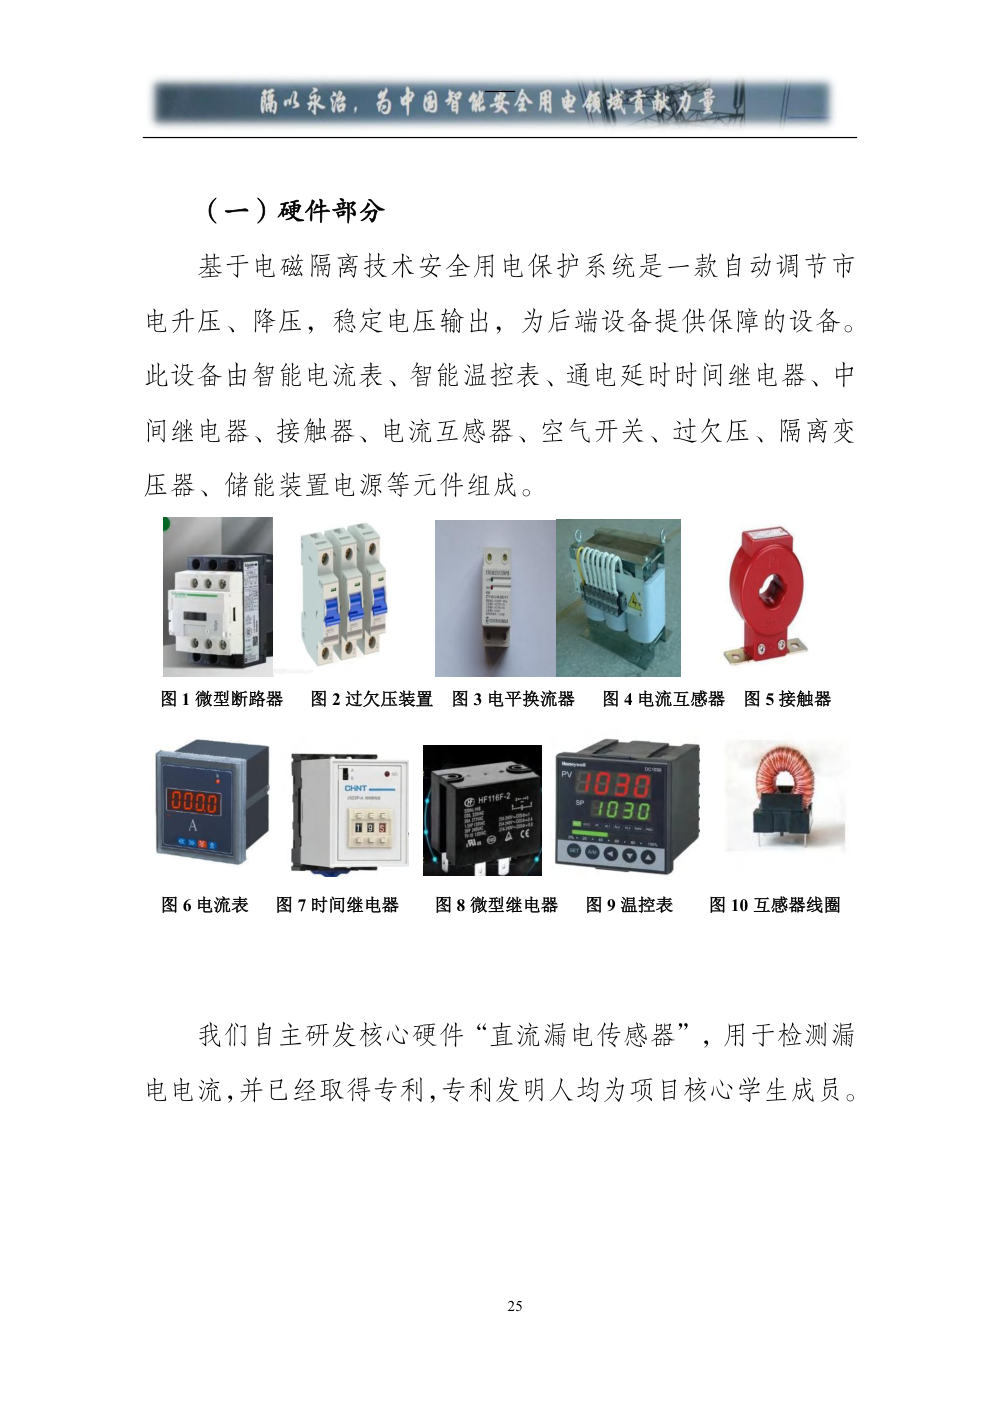 隔以永治，为中国智能安全用电领域贡献力量
（一）硬件部分
基于电磁隔离技术安全用电保护系统是一款自动调节市
电升压、降压，稳定电压输出，为后端设备提供保障的设备。
此设备由智能电流表、智能温控表、通电延时时间继电器、中
间继电器、接触器、电流互感器、空气开关、过欠压、隔离变
压器、储能装置电源等元件组成。
图 1 微型断路器 图 2 过欠压装置 图 3 电平换流器 图 4 电流互感器 图 5 接触器
000.0
A
CHNT
195
HF116F-2
Honeywell
DC1030
PV 1030
SP 1030
图 6 电流表 图 7 时间继电器 图 8 微型继电器 图 9 温控表 图 10 互感器线圈
我们自主研发核心硬件“直流漏电传感器”，用于检测漏
电电流，并已经取得专利，专利发明人均为项目核心学生成员。
25